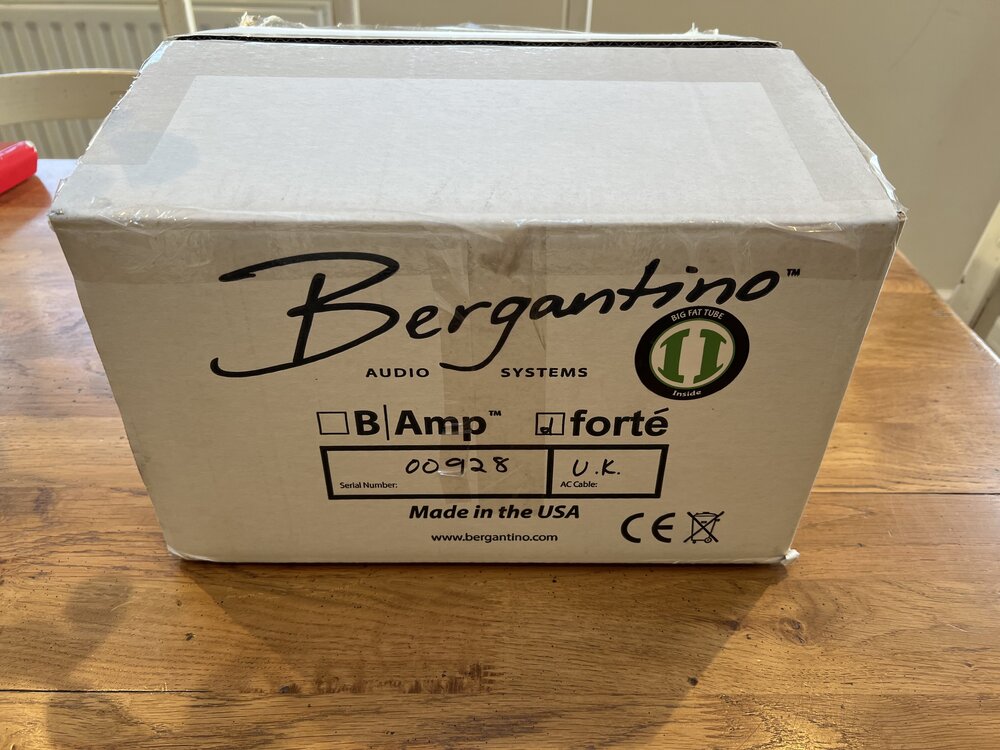 Bergantino™
AUDIO SYSTEMS
BIG FAT TUBE
Inside
B|Amp™ forté
00928 U.K.
Serial Number: AC Cable:
Made in the USA
www.bergantino.com
CE